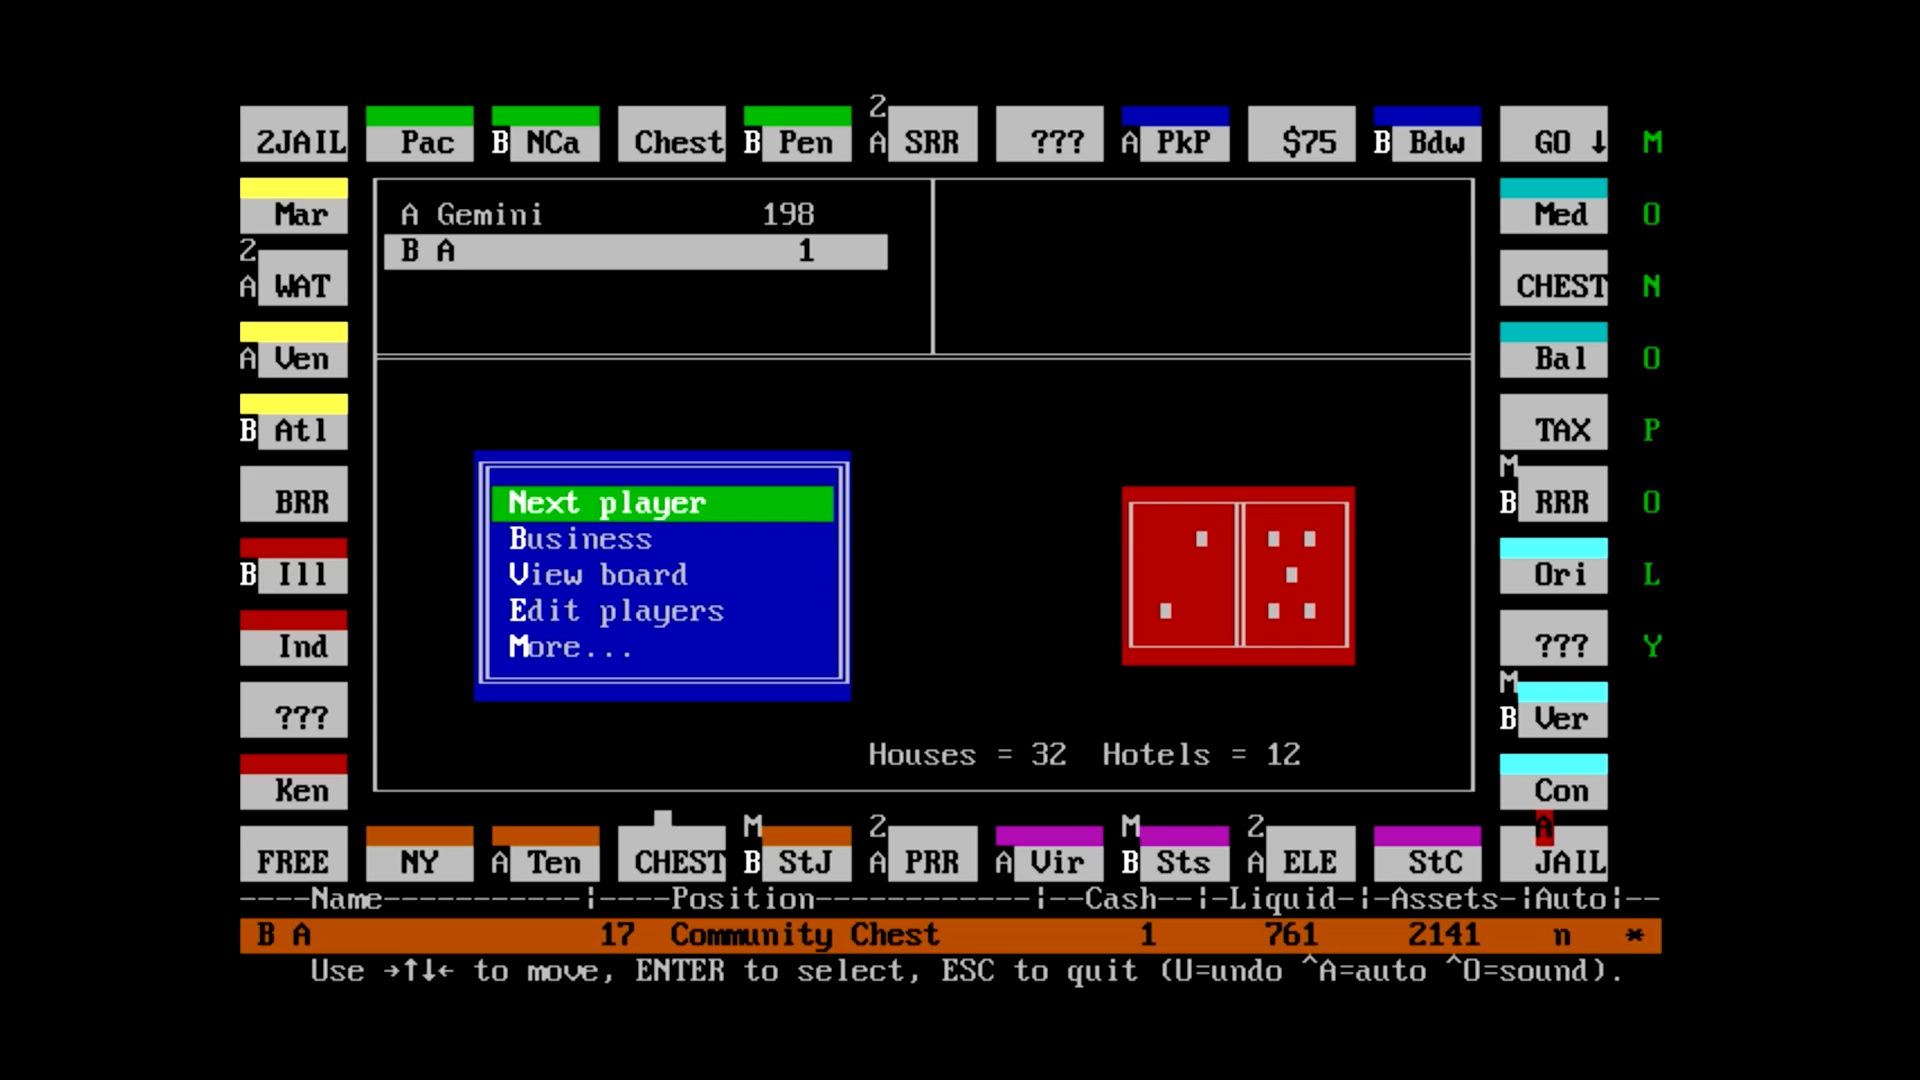 2
2JAIL Pac B NCa Chest B Pen A SRR ??? A PkP $75 B Bdw GO ↓ M
Mar A Gemini 198 Med O
B A 1
2
A WAT CHEST N
A Ven Bal O
B Atl TAX P
M
BRR Next player B RRR O
Business
B Ill View board Ori L
Edit players
Ind More... ??? Y
M
??? B Ver
Houses = 32 Hotels = 12
Ken Con
M 2 M 2 A
FREE NY A Ten CHEST B StJ A PRR A Vir B Sts A ELE StC JAIL
----Name-----------¦----Position------------¦--Cash--¦-Liquid-¦-Assets-¦Auto¦--
B A 17 Community Chest 1 761 2141 n *
Use →↑↓← to move, ENTER to select, ESC to quit (U=undo ^A=auto ^O=sound).